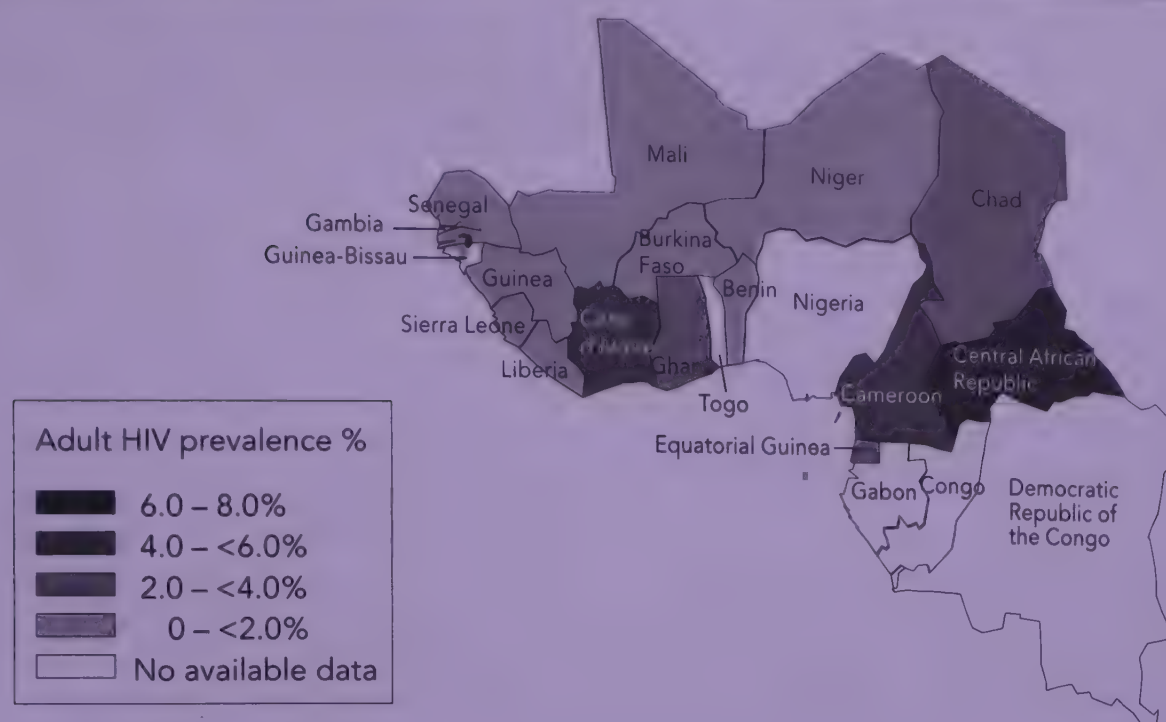 Mali
Niger
Chad
Senegal
Gambia
Guinea-Bissau
Burkina
Faso
Guinea
Benin
Nigeria
Sierra Leone
Liberia
Ghana
Togo
Central African
Republic
Cameroon
Equatorial Guinea
Gabon
Congo
Democratic
Republic of
the Congo
Adult HIV prevalence %
6.0 – 8.0%
4.0 – <6.0%
2.0 – <4.0%
0 – <2.0%
No available data